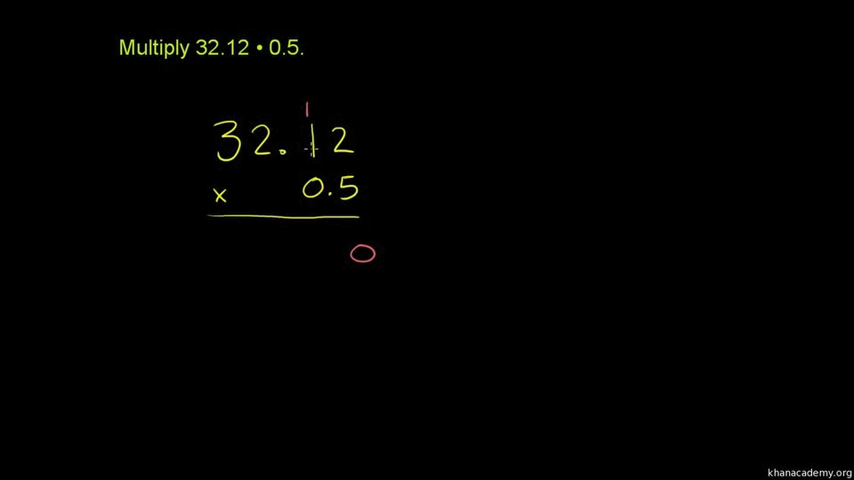 Multiply 32.12 • 0.5.
1
32.12
x 0.5
0
khanacademy.org